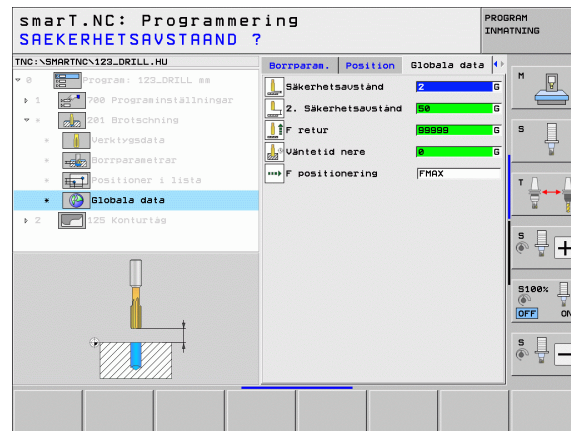 smarT.NC: Programmering
SAEKERHETSAVSTAAND ?
PROGRAM
INMATNING
TNC:\SMARTNC\123_DRILL.HU
0 Program: 123_DRILL mm
1 700 Programinställningar
* 201 Brotschning
* Verktygsdata
* Borrparametrar
* Positioner i lista
* Globala data
2 125 Konturtåg
Borrparam. Position Globala data
Säkerhetsavstånd 2 G
2. Säkerhetsavstånd 50 G
F retur 99999 G
Väntetid nere 0 G
F positionering FMAX
M
S
T
S
S100%
OFF ON
S